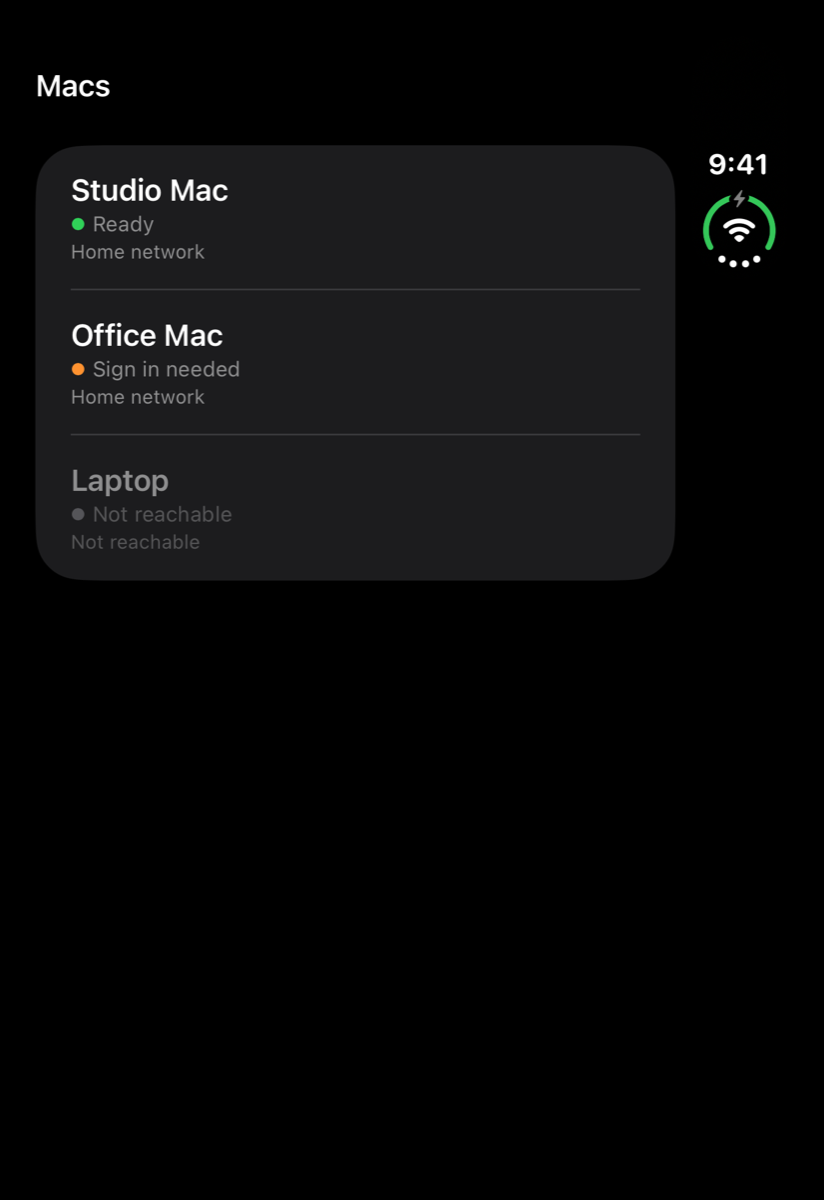 Macs
9:41
Studio Mac
Ready
Home network
Office Mac
Sign in needed
Home network
Laptop
Not reachable
Not reachable